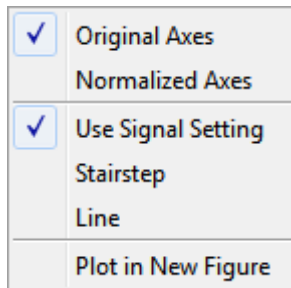 Original Axes
Normalized Axes
Use Signal Setting
Stairstep
Line
Plot in New Figure